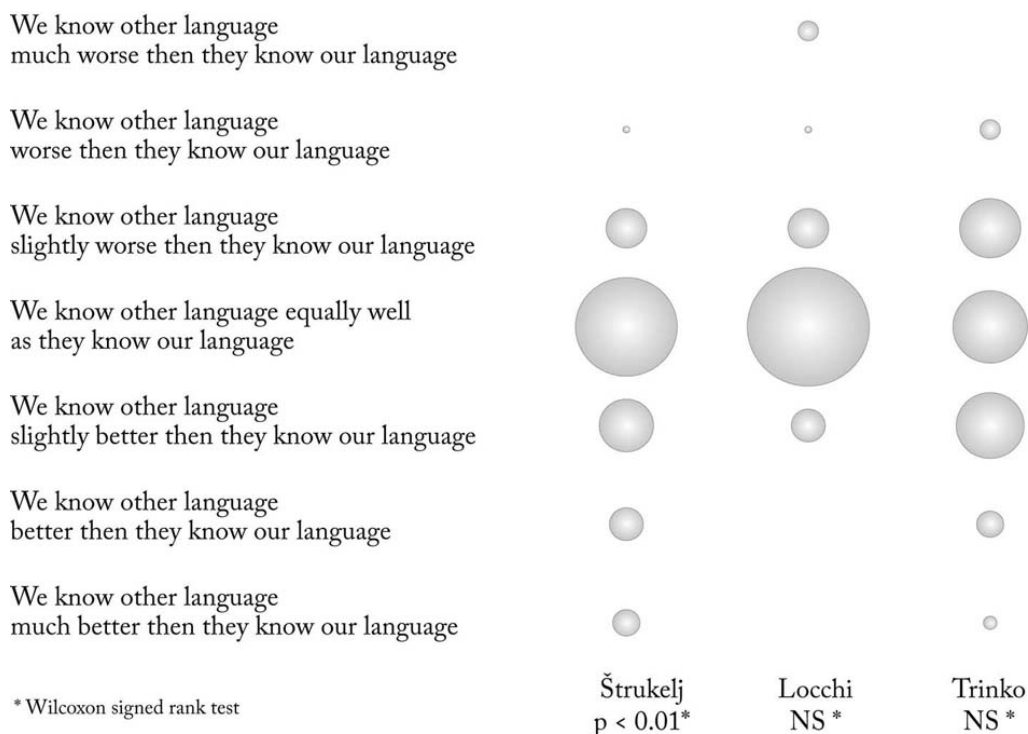 We know other language
much worse then they know our language
We know other language
worse then they know our language
We know other language
slightly worse then they know our language
We know other language equally well
as they know our language
We know other language
slightly better then they know our language
We know other language
better then they know our language
We know other language
much better then they know our language
* Wilcoxon signed rank test
Štrukelj
p < 0.01*
Locchi
NS *
Trinko
NS *